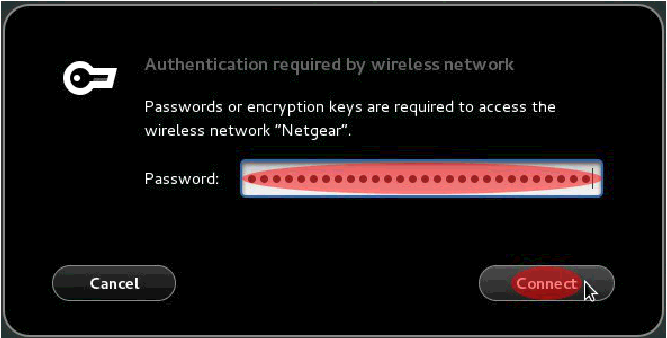 Authentication required by wireless network
Passwords or encryption keys are required to access the
wireless network "Netgear".
Password:
Cancel
Connect